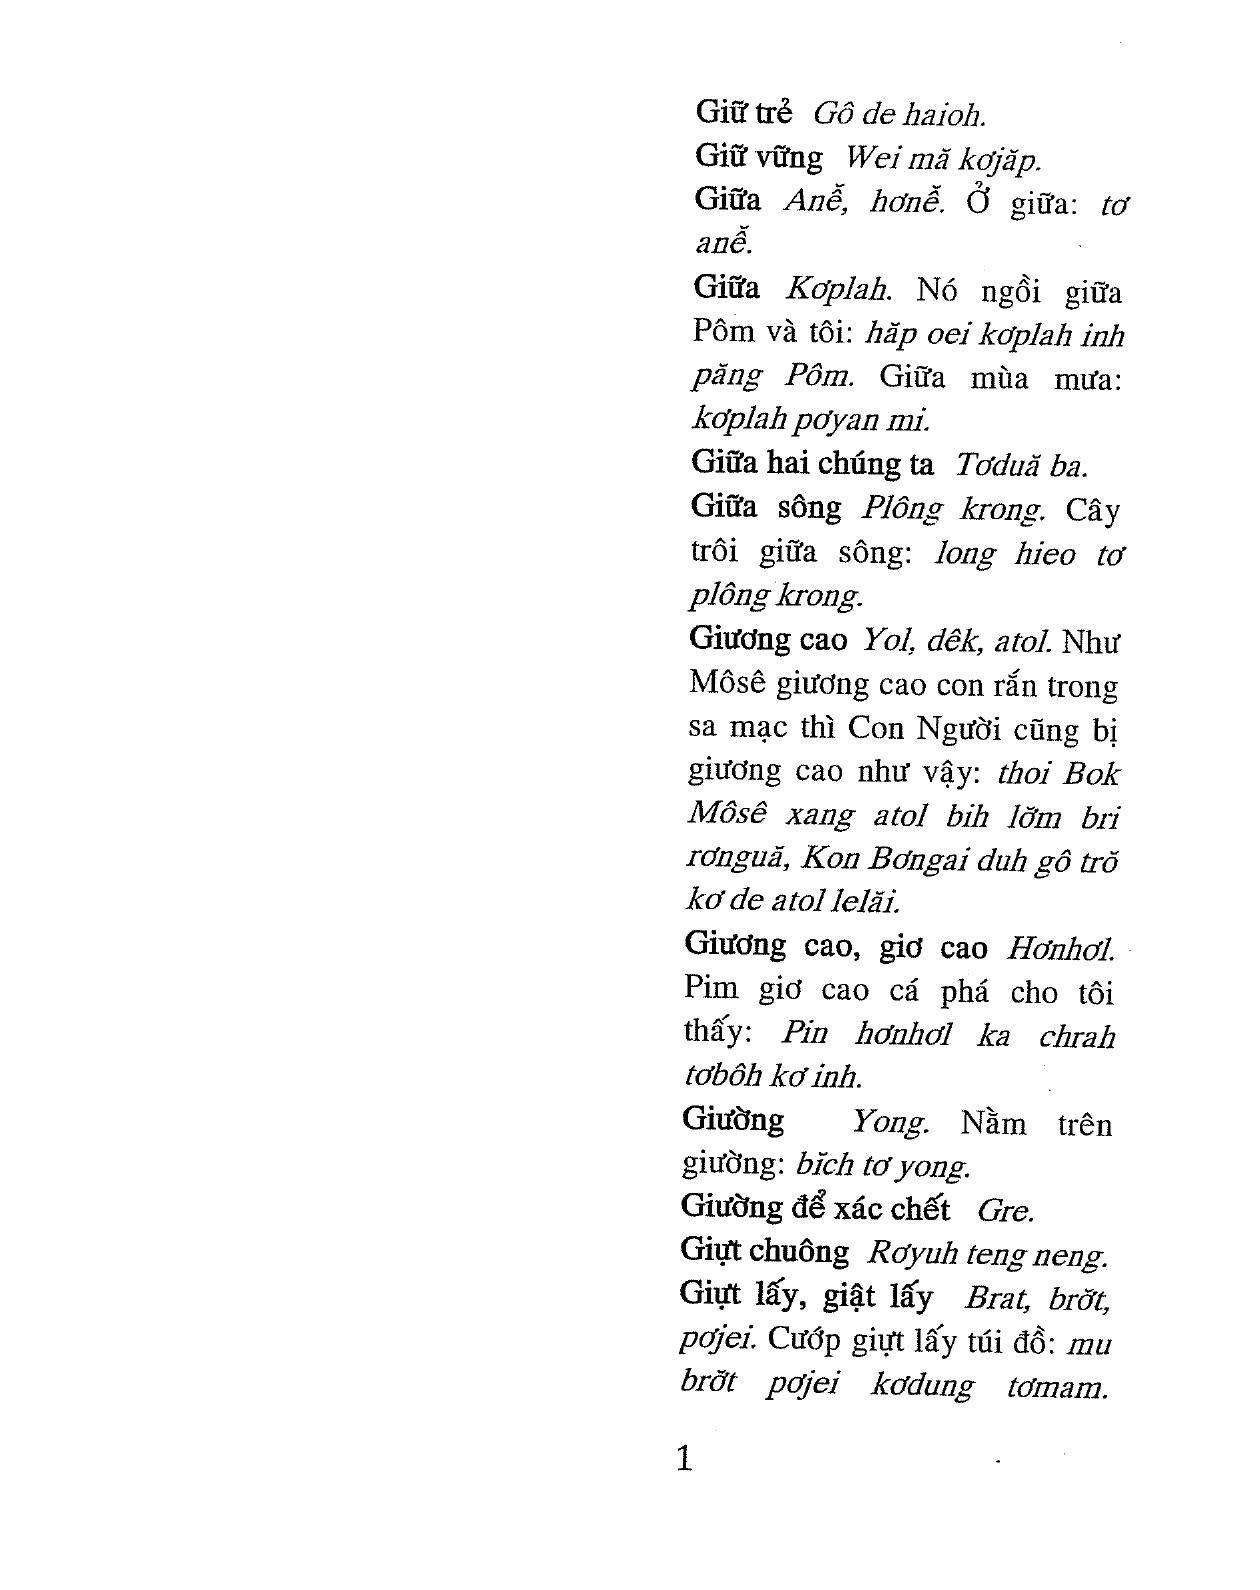 Giữ trẻ Gô de haioh.
Giữ vững Wei mă kơjăp.
Giữa Anê̆, hơnê̆. Ở giữa: tơ
anê̆.
Giữa Kơplah. Nó ngồi giữa
Pôm và tôi: hăp oei kơplah inh
păng Pôm. Giữa mùa mưa:
kơplah pơyan mi.
Giữa hai chúng ta Tơduă ba.
Giữa sông Plông krong. Cây
trôi giữa sông: long hieo tơ
plông krong.
Giương cao Yol, dêk, atol. Như
Môsê giương cao con rắn trong
sa mạc thì Con Người cũng bị
giương cao như vậy: thoi Bok
Môsê xang atol bih lơ̆m bri
rơnguă, Kon Bơngai duh gô trŏ
kơ de atol lelăi.
Giương cao, giơ cao Hơnhơl.
Pim giơ cao cá phá cho tôi
thấy: Pin hơnhơl ka chrah
tơbôh kơ inh.
Giường Yong. Nằm trên
giường: bĭch tơ yong.
Giường để xác chết Gre.
Giựt chuông Rơyuh teng neng.
Giựt lấy, giật lấy Brat, brơ̆t,
pơjei. Cướp giựt lấy túi đồ: mu
brơ̆t pơjei kơdung tơmam.
1